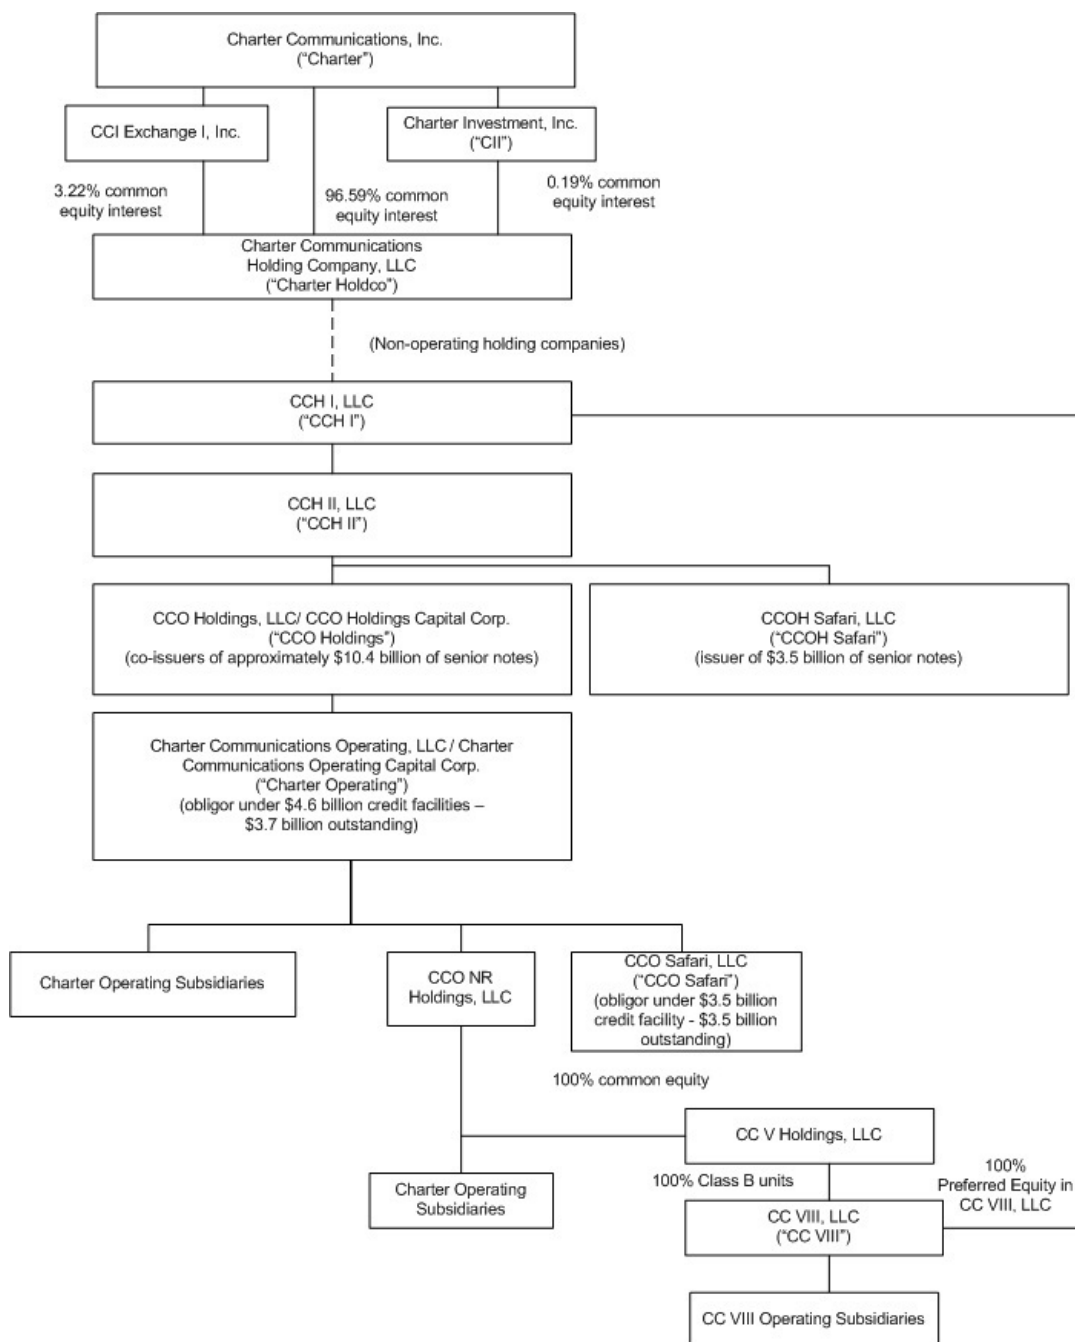 Charter Communications, Inc.
(“Charter”)
CCI Exchange I, Inc.
Charter Investment, Inc.
(“CII”)
3.22% common
equity interest
96.59% common
equity interest
0.19% common
equity interest
Charter Communications
Holding Company, LLC
(“Charter Holdco”)
(Non-operating holding companies)
CCH I, LLC
(“CCH I”)
CCH II, LLC
(“CCH II”)
CCO Holdings, LLC/ CCO Holdings Capital Corp.
(“CCO Holdings”)
(co-issuers of approximately $10.4 billion of senior notes)
CCOH Safari, LLC
(“CCOH Safari”)
(issuer of $3.5 billion of senior notes)
Charter Communications Operating, LLC / Charter
Communications Operating Capital Corp.
(“Charter Operating”)
(obligor under $4.6 billion credit facilities –
$3.7 billion outstanding)
Charter Operating Subsidiaries
CCO NR
Holdings, LLC
CCO Safari, LLC
(“CCO Safari”)
(obligor under $3.5 billion
credit facility - $3.5 billion
outstanding)
100% common equity
CC V Holdings, LLC
Charter Operating
Subsidiaries
100% Class B units
100%
Preferred Equity in
CC VIII, LLC
CC VIII, LLC
(“CC VIII”)
CC VIII Operating Subsidiaries